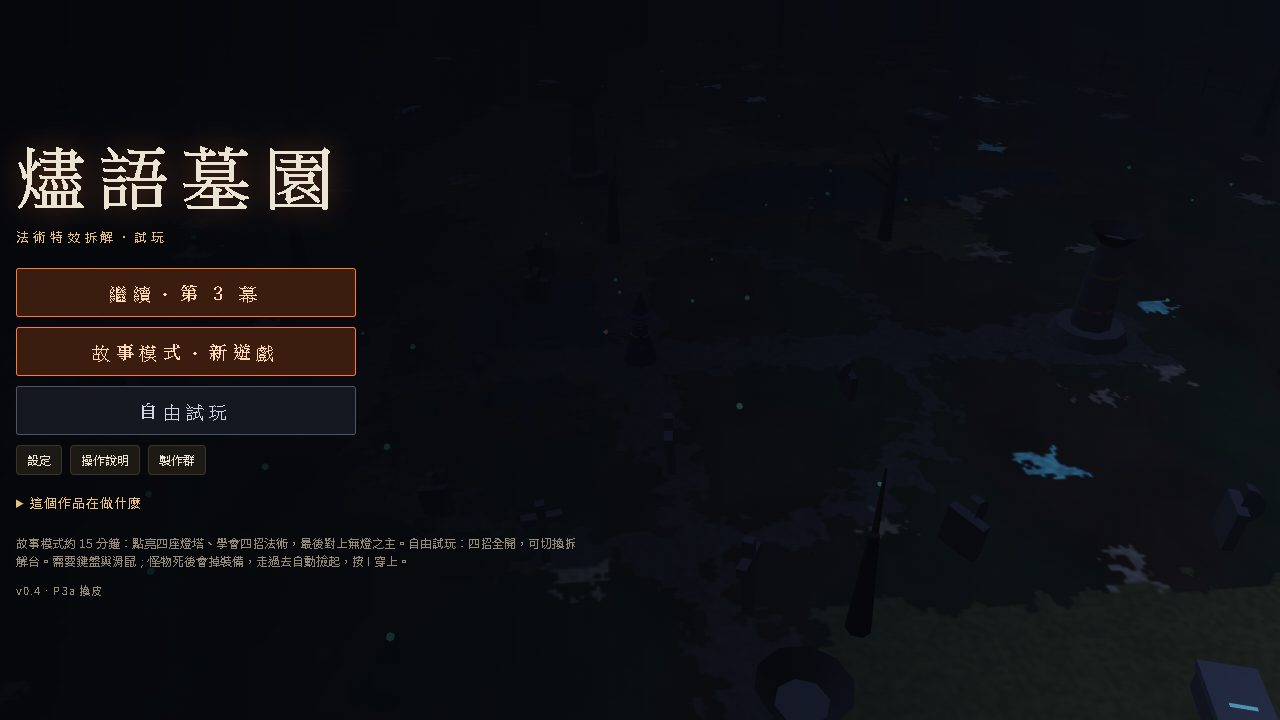 燼語墓園
法術特效拆解・試玩
繼續・第 3 幕
故事模式・新遊戲
自由試玩
設定
操作說明
製作群
▶ 這個作品在做什麼
故事模式約 15 分鐘：點亮四座燈塔、學會四招法術，最後對上無燈之主。自由試玩：四招全開，可切換拆
解台。需要鍵盤與滑鼠；怪物死後會掉裝備，走過去自動撿起，按 I 穿上。
v0.4 · P3a 換皮